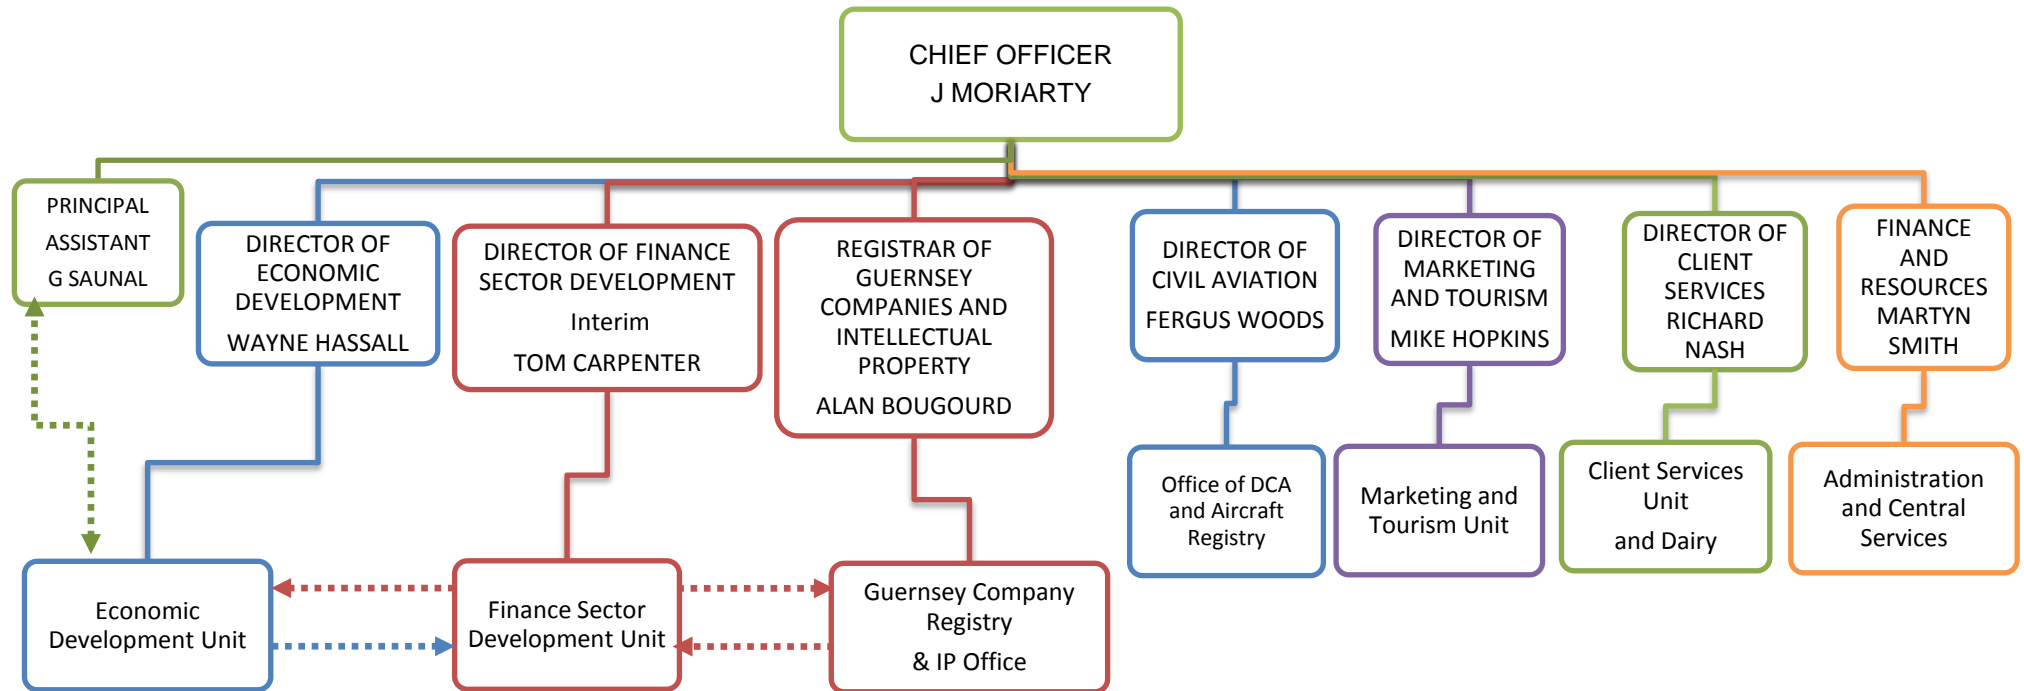 CHIEF OFFICER
J MORIARTY
PRINCIPAL
ASSISTANT
G SAUNAL
DIRECTOR OF
ECONOMIC
DEVELOPMENT
WAYNE HASSALL
DIRECTOR OF FINANCE
SECTOR DEVELOPMENT
Interim
TOM CARPENTER
REGISTRAR OF
GUERNSEY
COMPANIES AND
INTELLECTUAL
PROPERTY
ALAN BOUGOURD
DIRECTOR OF
CIVIL AVIATION
FERGUS WOODS
DIRECTOR OF
MARKETING
AND TOURISM
MIKE HOPKINS
DIRECTOR OF
CLIENT
SERVICES
RICHARD
NASH
FINANCE
AND
RESOURCES
MARTYN
SMITH
Economic
Development Unit
Finance Sector
Development Unit
Guernsey Company
Registry
& IP Office
Office of DCA
and Aircraft
Registry
Marketing and
Tourism Unit
Client Services
Unit
and Dairy
Administration
and Central
Services